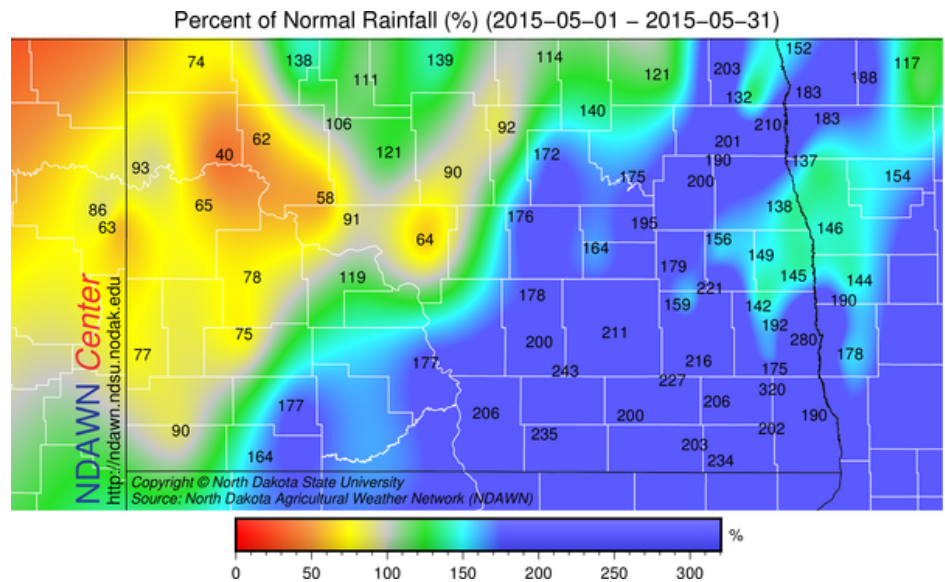 Percent of Normal Rainfall (%) (2015−05−01 − 2015−05−31)
74 138 111 139 114 121 203 132 152 183 188 117
62 106 92 140 210 183
40 121 172 201
93 90 175 190 200 137 154
86 65 58 91 176 195 138
63 64 164 156 146
78 119 178 179 221 149 145 144
75 159 142 190
77 177 200 211 192 280 178
243 216 175
177 206 200 227 206 320 190
90 235 203 202
164 234
NDAWN Center
http://ndawn.ndsu.nodak.edu
Copyright © North Dakota State University
Source: North Dakota Agricultural Weather Network (NDAWN)
%
0 50 100 150 200 250 300